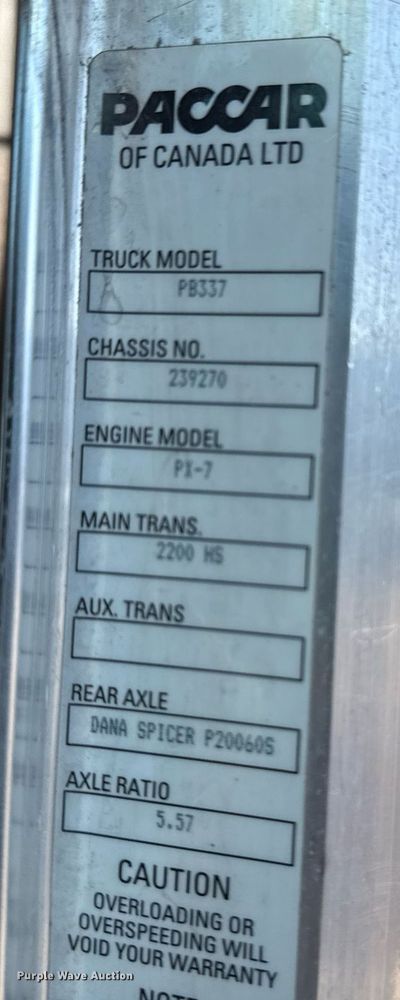 PACCAR
OF CANADA LTD
TRUCK MODEL
PB337
CHASSIS NO.
239270
ENGINE MODEL
PX-7
MAIN TRANS.
2200 HS
AUX. TRANS
REAR AXLE
DANA SPICER P20060S
AXLE RATIO
5.57
CAUTION
OVERLOADING OR
OVERSPEEDING WILL
VOID YOUR WARRANTY
NOTE
Purple Wave Auction